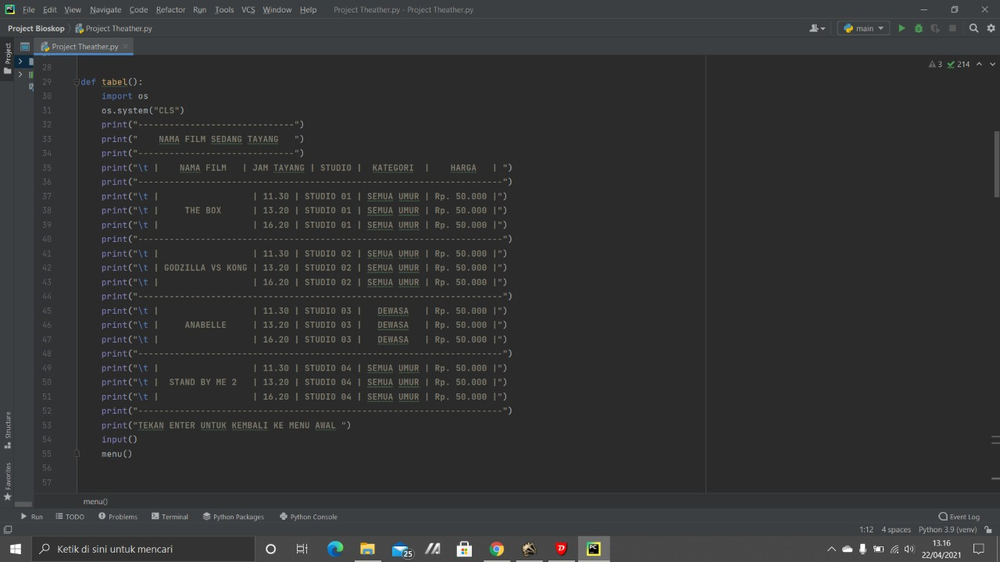 File Edit View Navigate Code Refactor Run Tools VCS Window Help Project Theather.py - Project Theather.py
Project Bioskop Project Theather.py main
Project
Project Theather.py
3 214
28
29 def tabel():
30 import os
31 os.system("CLS")
32 print("------------------------------")
33 print("    NAMA FILM SEDANG TAYANG   ")
34 print("------------------------------")
35 print("\t |    NAMA FILM   | JAM TAYANG | STUDIO |  KATEGORI  |    HARGA   | ")
36 print("----------------------------------------------------------------------")
37 print("\t |                  | 11.30 | STUDIO 01 | SEMUA UMUR | Rp. 50.000 |")
38 print("\t |     THE BOX      | 13.20 | STUDIO 01 | SEMUA UMUR | Rp. 50.000 |")
39 print("\t |                  | 16.20 | STUDIO 01 | SEMUA UMUR | Rp. 50.000 |")
40 print("----------------------------------------------------------------------")
41 print("\t |                  | 11.30 | STUDIO 02 | SEMUA UMUR | Rp. 50.000 |")
42 print("\t | GODZILLA VS KONG | 13.20 | STUDIO 02 | SEMUA UMUR | Rp. 50.000 |")
43 print("\t |                  | 16.20 | STUDIO 02 | SEMUA UMUR | Rp. 50.000 |")
44 print("----------------------------------------------------------------------")
45 print("\t |                  | 11.30 | STUDIO 03 |   DEWASA   | Rp. 50.000 |")
46 print("\t |     ANABELLE     | 13.20 | STUDIO 03 |   DEWASA   | Rp. 50.000 |")
47 print("\t |                  | 16.20 | STUDIO 03 |   DEWASA   | Rp. 50.000 |")
48 print("----------------------------------------------------------------------")
49 print("\t |                  | 11.30 | STUDIO 04 | SEMUA UMUR | Rp. 50.000 |")
50 print("\t |  STAND BY ME 2   | 13.20 | STUDIO 04 | SEMUA UMUR | Rp. 50.000 |")
51 print("\t |                  | 16.20 | STUDIO 04 | SEMUA UMUR | Rp. 50.000 |")
52 print("----------------------------------------------------------------------")
53 print("TEKAN ENTER UNTUK KEMBALI KE MENU AWAL ")
54 input()
55 menu()
56
57
Structure
Favorites
menu()
Run TODO Problems Terminal Python Packages Python Console Event Log
1:12 4 spaces Python 3.9 (venv)
Ketik di sini untuk mencari 25 13.16
22/04/2021